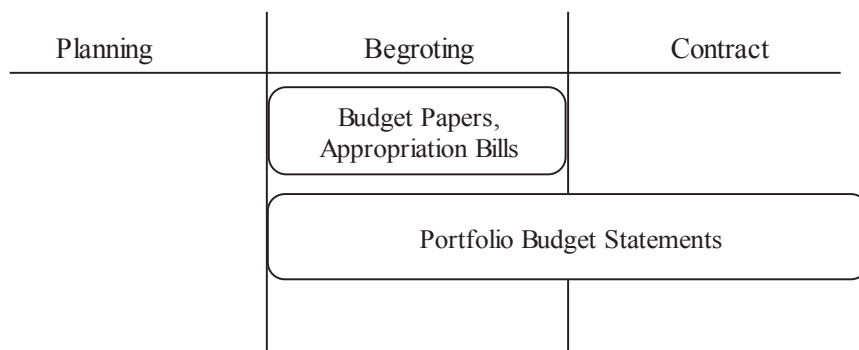 Planning Begroting Contract
Budget Papers,
Appropriation Bills
Portfolio Budget Statements